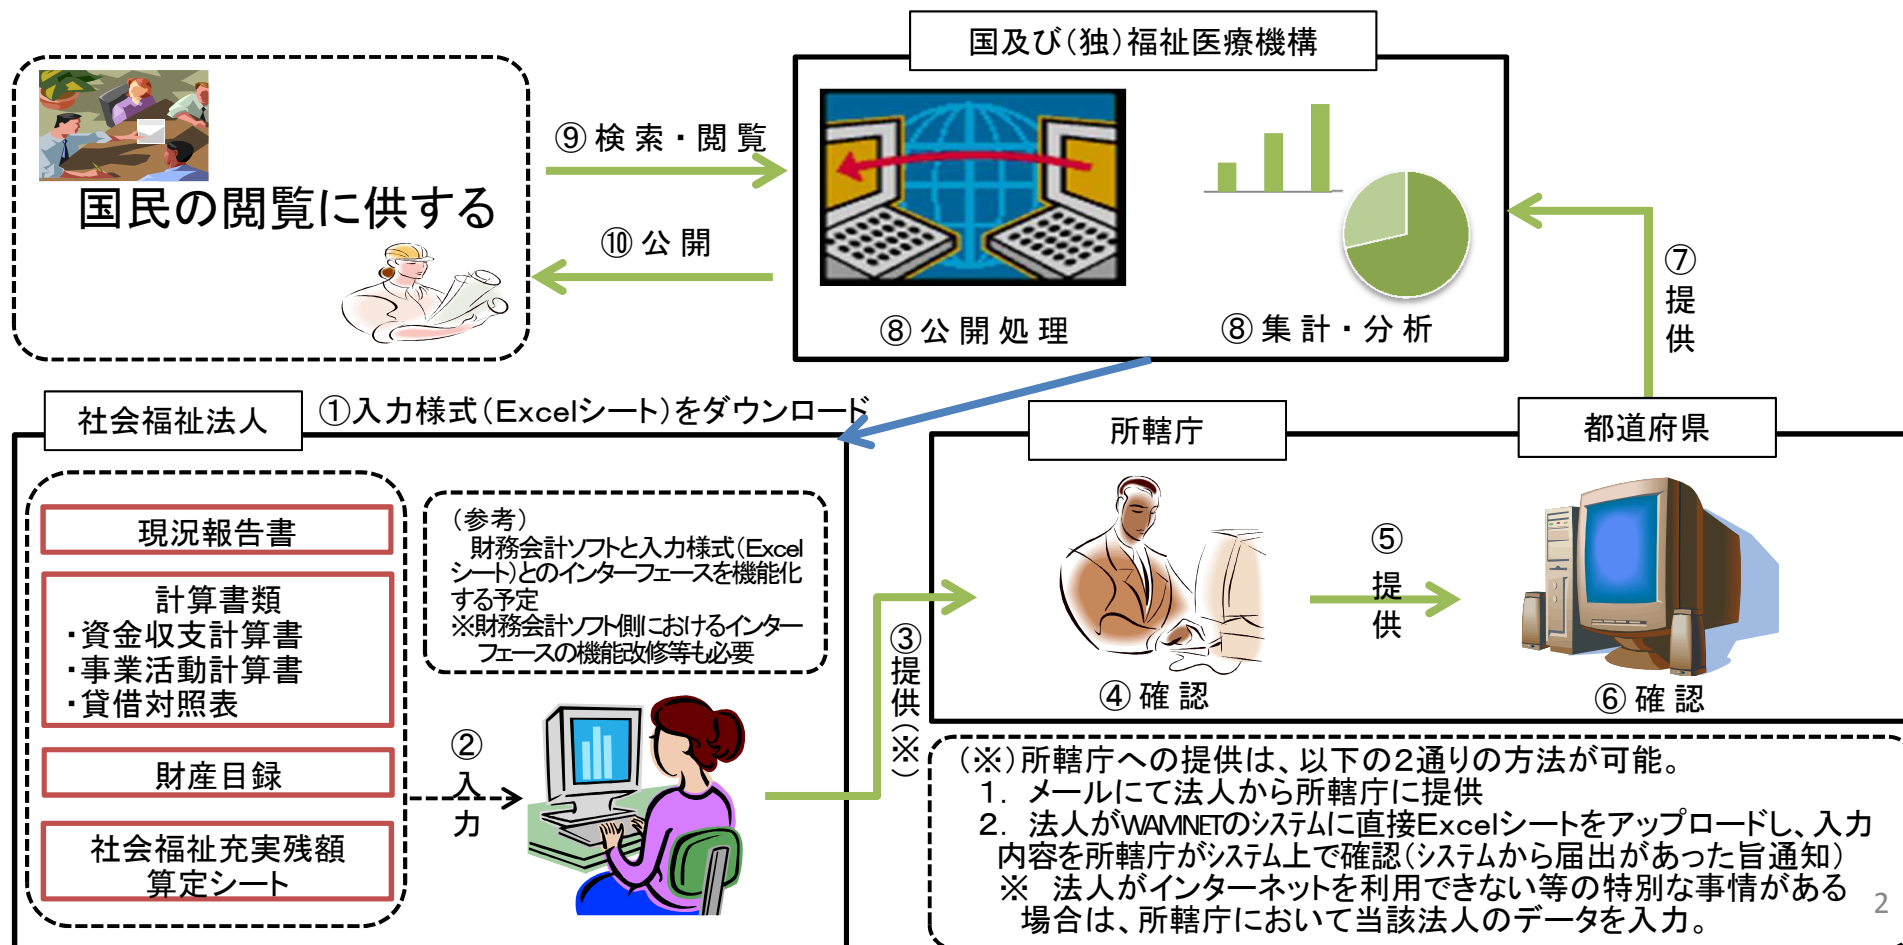 国及び(独)福祉医療機構
国民の閲覧に供する
⑨検索・閲覧
⑩公開
⑧公開処理
⑧集計・分析
⑦提供
社会福祉法人
①入力様式(Excelシート)をダウンロード
現況報告書
計算書類
・資金収支計算書
・事業活動計算書
・貸借対照表
財産目録
社会福祉充実残額
算定シート
(参考)
財務会計ソフトと入力様式(Excel
シート)とのインターフェースを機能化
する予定
※財務会計ソフト側におけるインター
フェースの機能改修等も必要
②入力
③提供(※)
所轄庁
④確認
⑤提供
都道府県
⑥確認
(※)所轄庁への提供は、以下の2通りの方法が可能。
1. メールにて法人から所轄庁に提供
2. 法人がWAMNETのシステムに直接Excelシートをアップロードし、入力
内容を所轄庁がシステム上で確認(システムから届出があった旨通知)
※ 法人がインターネットを利用できない等の特別な事情がある
場合は、所轄庁において当該法人のデータを入力。
2